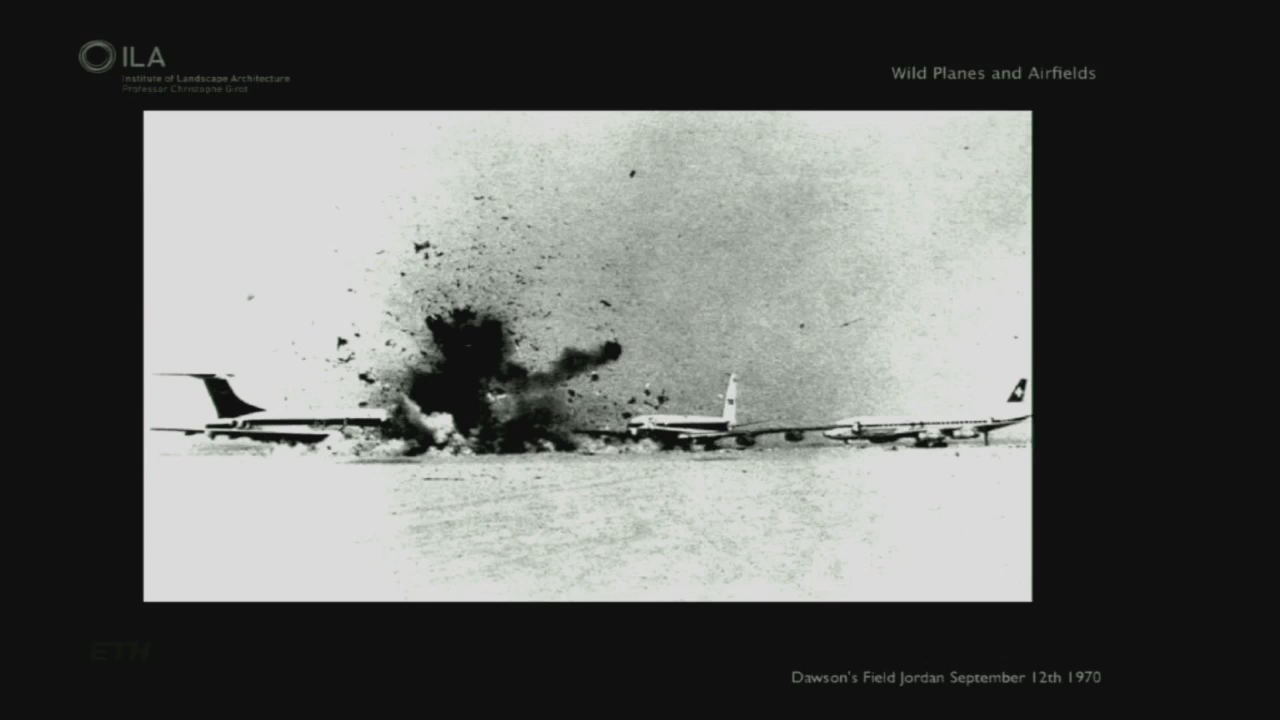 ILA
Institute of Landscape Architecture
Professor Christophe Girot
Wild Planes and Airfields
ETH
Dawson's Field Jordan September 12th 1970